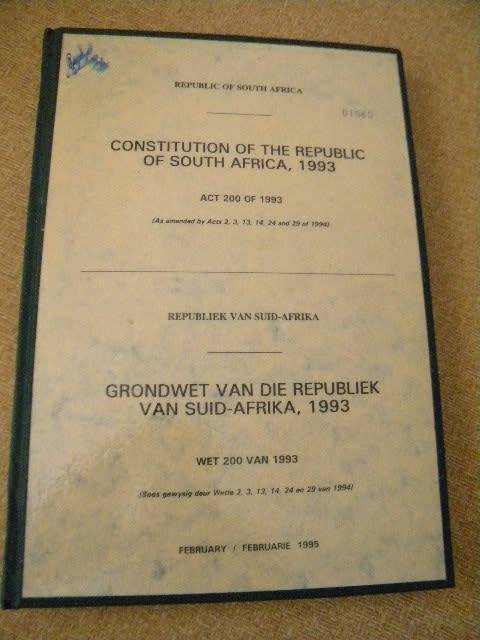 REPUBLIC OF SOUTH AFRICA
CONSTITUTION OF THE REPUBLIC
OF SOUTH AFRICA, 1993
ACT 200 OF 1993
(As amended by Acts 2, 3, 13, 14, 24 and 29 of 1994)
REPUBLIEK VAN SUID-AFRIKA
GRONDWET VAN DIE REPUBLIEK
VAN SUID-AFRIKA, 1993
WET 200 VAN 1993
(Soos gewysig deur Wette 2, 3, 13, 14, 24 en 29 van 1994)
FEBRUARY / FEBRUARIE 1995